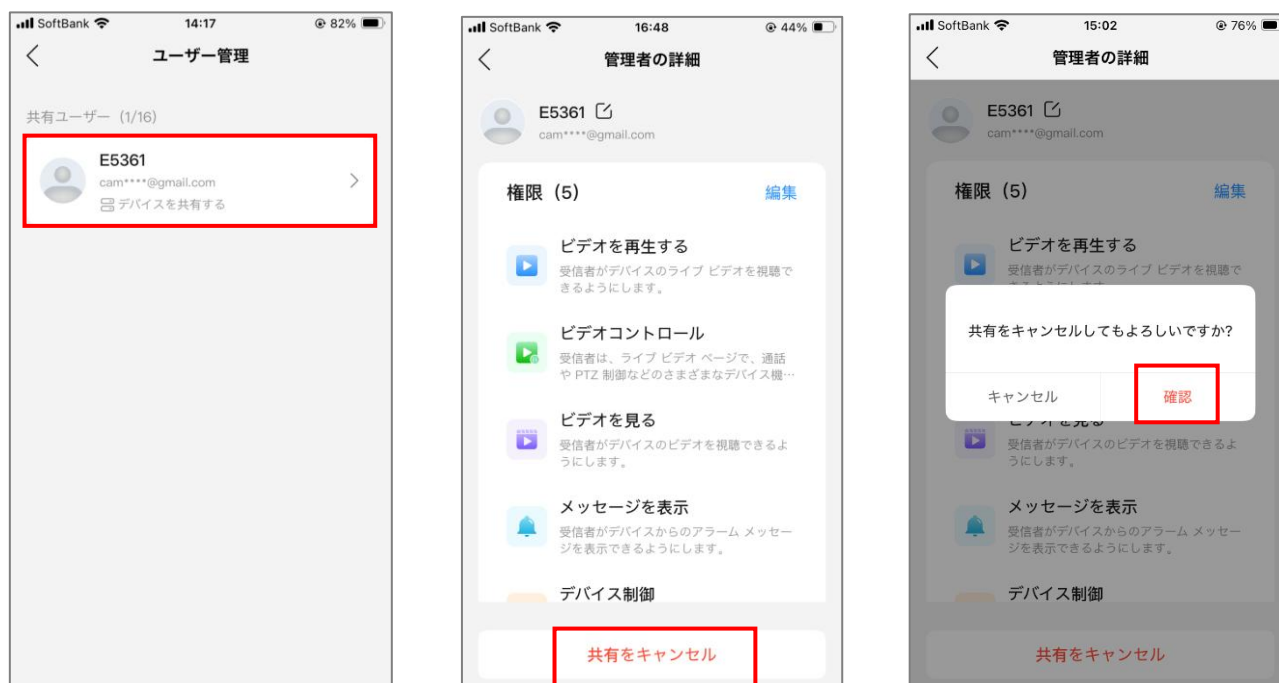 SoftBank 14:17 82%
ユーザー管理
共有ユーザー (1/16)
E5361
cam****@gmail.com
デバイスを共有する
SoftBank 16:48 44%
管理者の詳細
E5361
cam****@gmail.com
権限 (5) 編集
ビデオを再生する
受信者がデバイスのライブ ビデオを視聴で
きるようにします。
ビデオコントロール
受信者は、ライブ ビデオ ページで、通話
や PTZ 制御などのさまざまなデバイス機…
ビデオを見る
受信者がデバイスのビデオを視聴できるよ
うにします。
メッセージを表示
受信者がデバイスからのアラーム メッセー
ジを表示できるようにします。
デバイス制御
共有をキャンセル
SoftBank 15:02 76%
管理者の詳細
E5361
cam****@gmail.com
権限 (5) 編集
ビデオを再生する
受信者がデバイスのライブ ビデオを視聴で
きるようにします。
共有をキャンセルしてもよろしいですか?
キャンセル 確認
ビデオを見る
受信者がデバイスのビデオを視聴できるよ
うにします。
メッセージを表示
受信者がデバイスからのアラーム メッセー
ジを表示できるようにします。
デバイス制御
共有をキャンセル